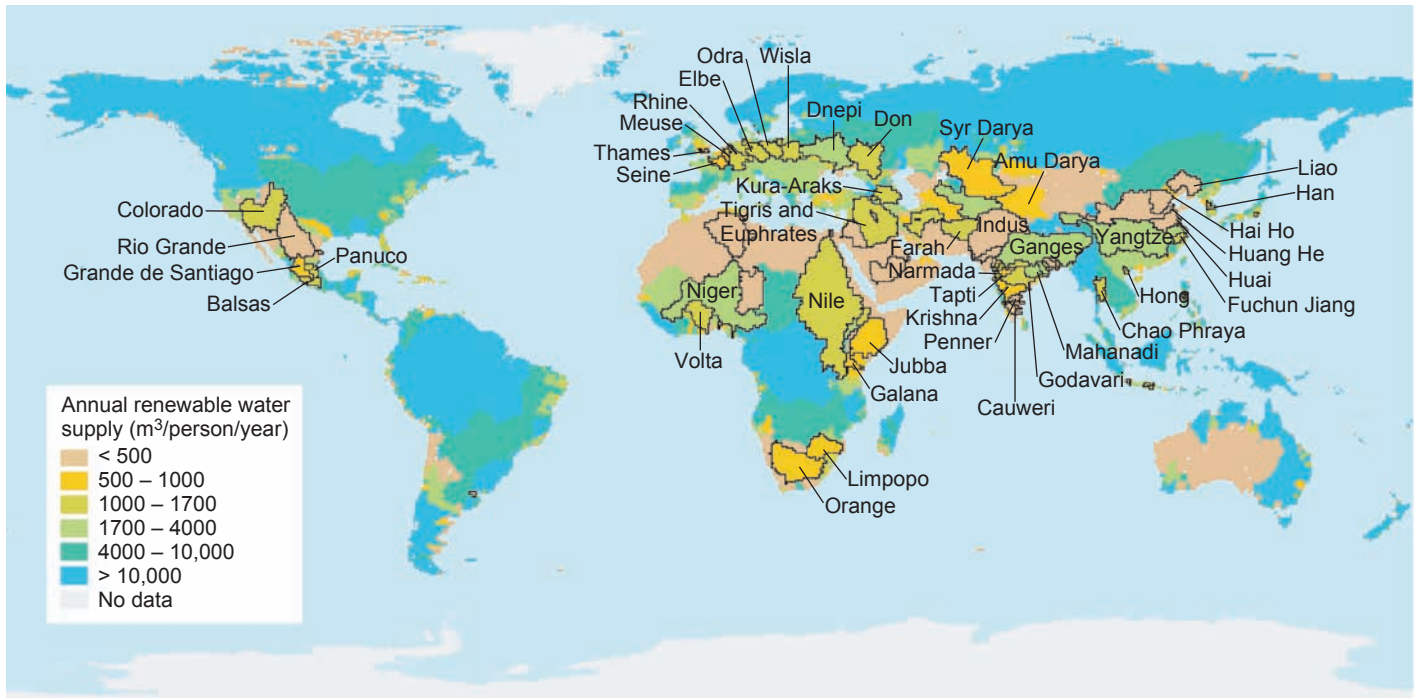 Odra
Wisla
Elbe
Rhine
Meuse
Thames
Seine
Dnepi
Don
Syr Darya
Amu Darya
Kura-Araks
Tigris and
Euphrates
Farah
Indus
Ganges
Yangtze
Liao
Han
Hai Ho
Huang He
Huai
Fuchun Jiang
Hong
Chao Phraya
Mahanadi
Godavari
Cauweri
Narmada
Tapti
Krishna
Penner
Colorado
Rio Grande
Grande de Santiago
Panuco
Balsas
Niger
Nile
Volta
Jubba
Galana
Limpopo
Orange
Annual renewable water
supply (m³/person/year)
< 500
500 – 1000
1000 – 1700
1700 – 4000
4000 – 10,000
> 10,000
No data